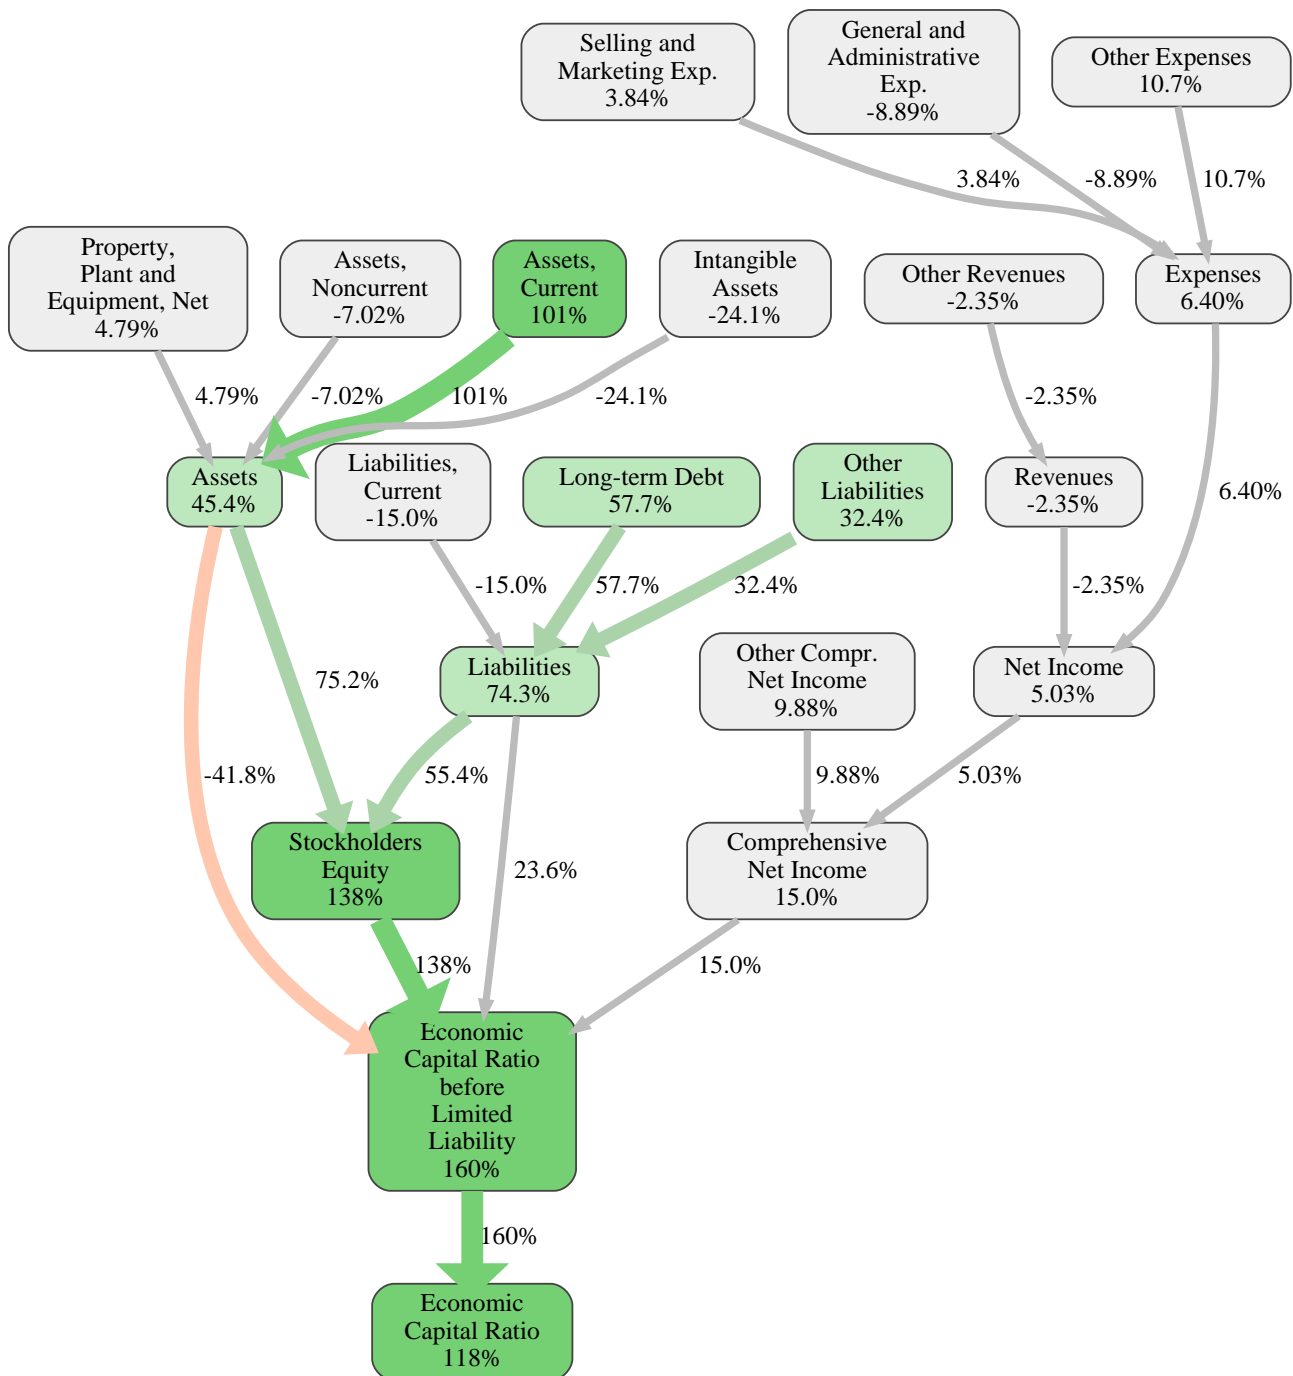 Selling and
Marketing Exp.
3.84%
General and
Administrative
Exp.
-8.89%
Other Expenses
10.7%
3.84%
-8.89%
10.7%
Property,
Plant and
Equipment, Net
4.79%
Assets,
Noncurrent
-7.02%
Assets,
Current
101%
Intangible
Assets
-24.1%
Other Revenues
-2.35%
Expenses
6.40%
4.79%
-7.02%
101%
-24.1%
-2.35%
6.40%
Assets
45.4%
Liabilities,
Current
-15.0%
Long-term Debt
57.7%
Other
Liabilities
32.4%
Revenues
-2.35%
-15.0%
57.7%
32.4%
-2.35%
75.2%
Liabilities
74.3%
Other Compr.
Net Income
9.88%
Net Income
5.03%
-41.8%
55.4%
9.88%
5.03%
Stockholders
Equity
138%
23.6%
Comprehensive
Net Income
15.0%
138%
15.0%
Economic
Capital Ratio
before
Limited
Liability
160%
160%
Economic
Capital Ratio
118%